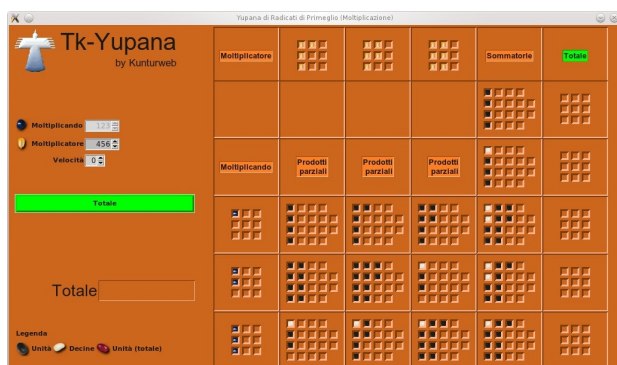 Yupana di Radicati di Primeglio (Moltiplicazione)
Tk-Yupana
by Kunturweb
Moltiplicando 123
Moltiplicatore 456
Velocità 0
Totale
Totale
Legenda
Unità Decine Unità (totale)
Moltiplicatore Sommatorie Totale
Moltiplicando Prodotti parziali Prodotti parziali Prodotti parziali